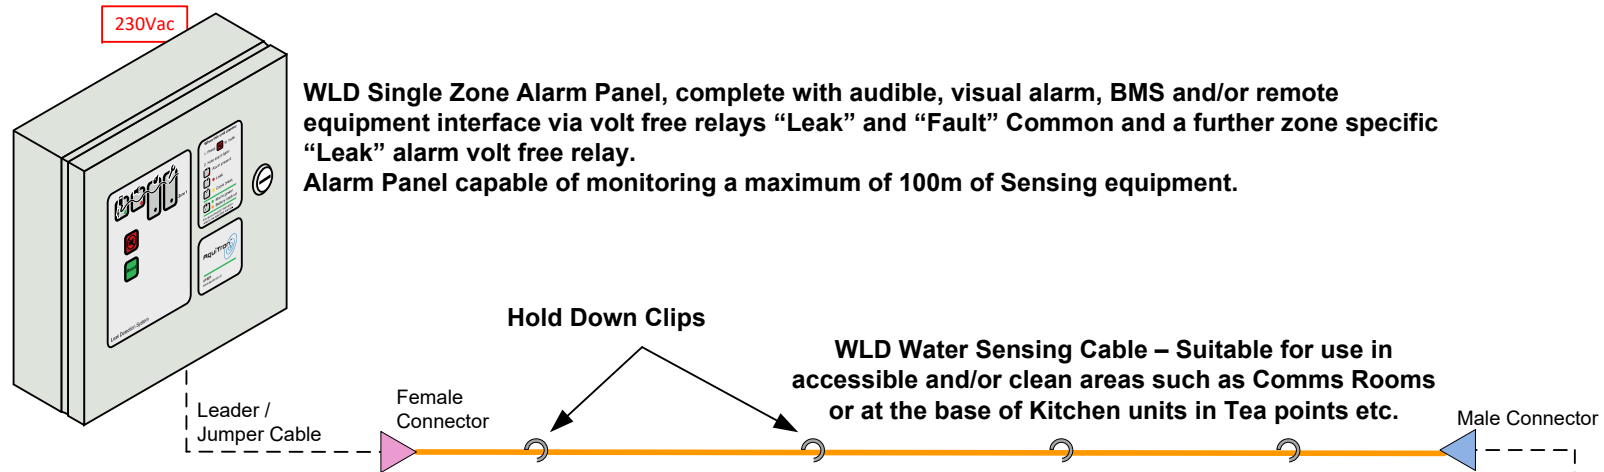 230Vac
WLD Single Zone Alarm Panel, complete with audible, visual alarm, BMS and/or remote
equipment interface via volt free relays “Leak” and “Fault” Common and a further zone specific
“Leak” alarm volt free relay.
Alarm Panel capable of monitoring a maximum of 100m of Sensing equipment.
AquiTron
Leak Detection System
Hold Down Clips
WLD Water Sensing Cable – Suitable for use in
accessible and/or clean areas such as Comms Rooms
or at the base of Kitchen units in Tea points etc.
Leader /
Jumper Cable
Female
Connector
Male Connector